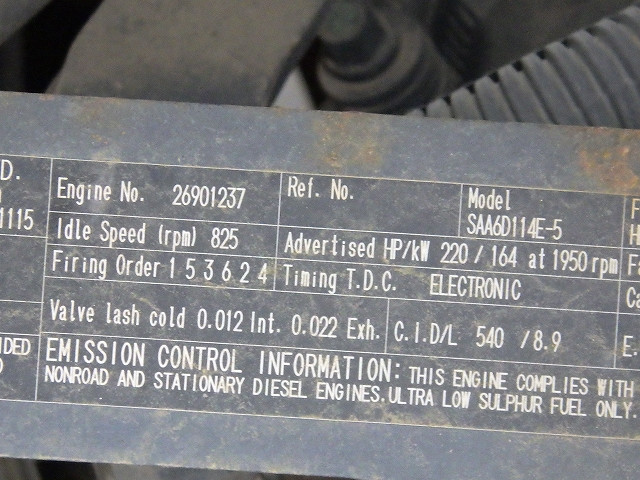 D.
1115
Engine No. 26901237
Ref. No.
Model
SAA6D114E-5
Idle Speed (rpm) 825
Advertised HP/kW 220 / 164 at 1950 rpm
Firing Order 1 5 3 6 2 4
Timing T.D.C. ELECTRONIC
Valve lash cold 0.012 Int. 0.022 Exh.
C.I.D/L 540 / 8.9
E.
EMISSION CONTROL INFORMATION: THIS ENGINE COMPLIES WITH
NONROAD AND STATIONARY DIESEL ENGINES. ULTRA LOW SULPHUR FUEL ONLY.